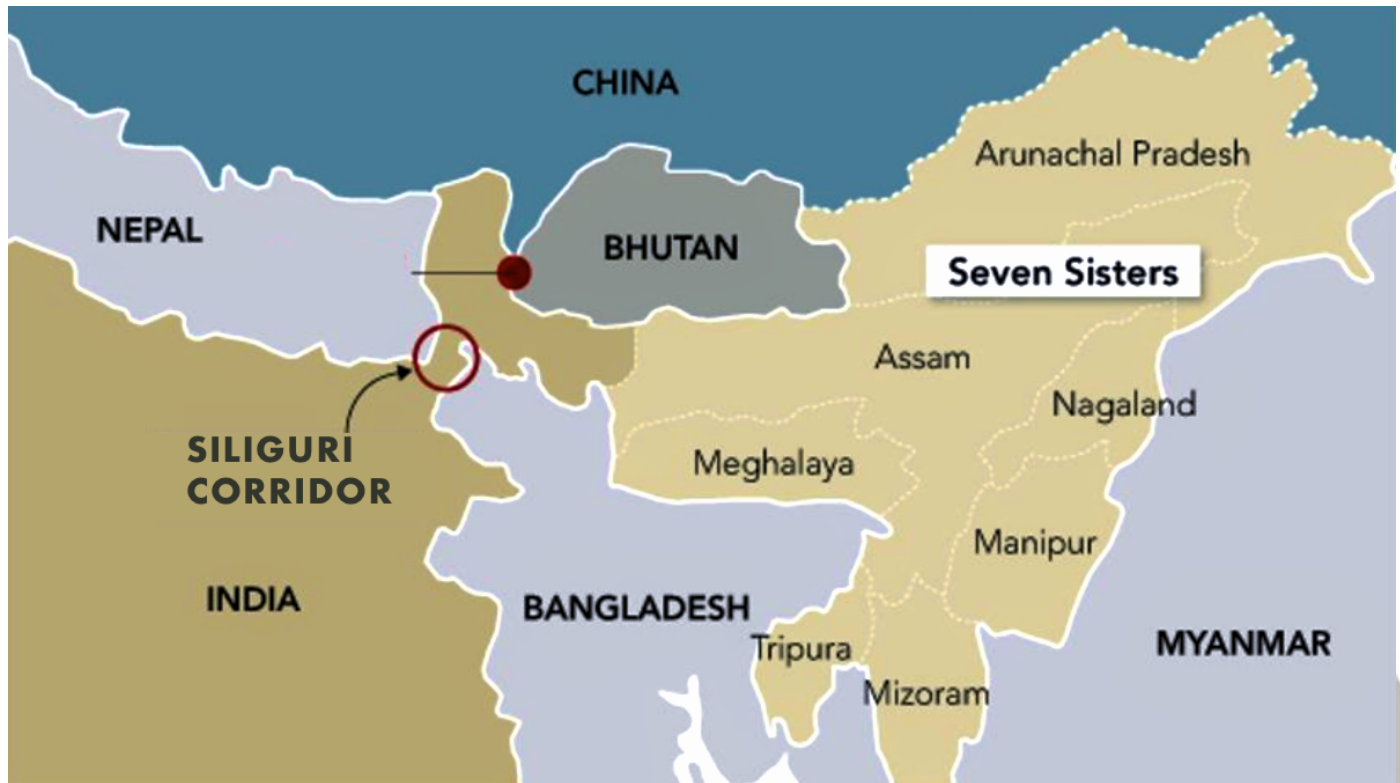 CHINA
Arunachal Pradesh
NEPAL
BHUTAN
Seven Sisters
Assam
Nagaland
SILIGURI
CORRIDOR
Meghalaya
Manipur
INDIA
BANGLADESH
Tripura
MYANMAR
Mizoram